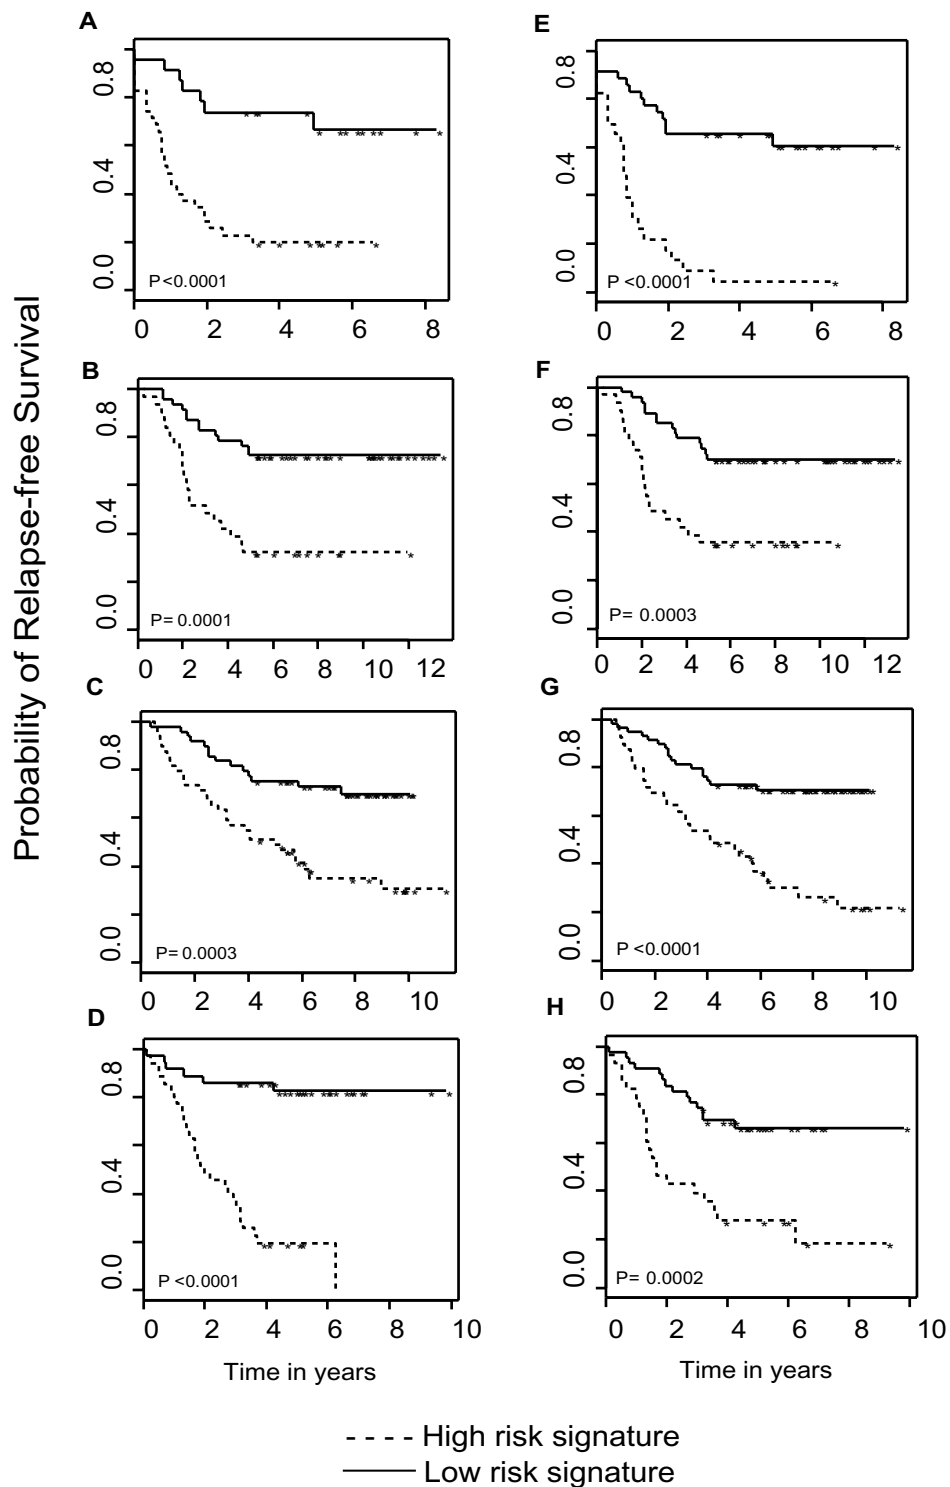 Probability of Relapse-free Survival
A
0.8
0.4
0.0
P<0.0001
0 2 4 6 8
E
0.8
0.4
0.0
P<0.0001
0 2 4 6 8
B
0.8
0.4
0.0
P= 0.0001
0 2 4 6 8 10 12
F
0.8
0.4
0.0
P= 0.0003
0 2 4 6 8 10 12
C
0.8
0.4
0.0
P= 0.0003
0 2 4 6 8 10
G
0.8
0.4
0.0
P <0.0001
0 2 4 6 8 10
D
0.8
0.4
0.0
P <0.0001
0 2 4 6 8 10
Time in years
H
0.8
0.4
0.0
P= 0.0002
0 2 4 6 8 10
Time in years
High risk signature
Low risk signature